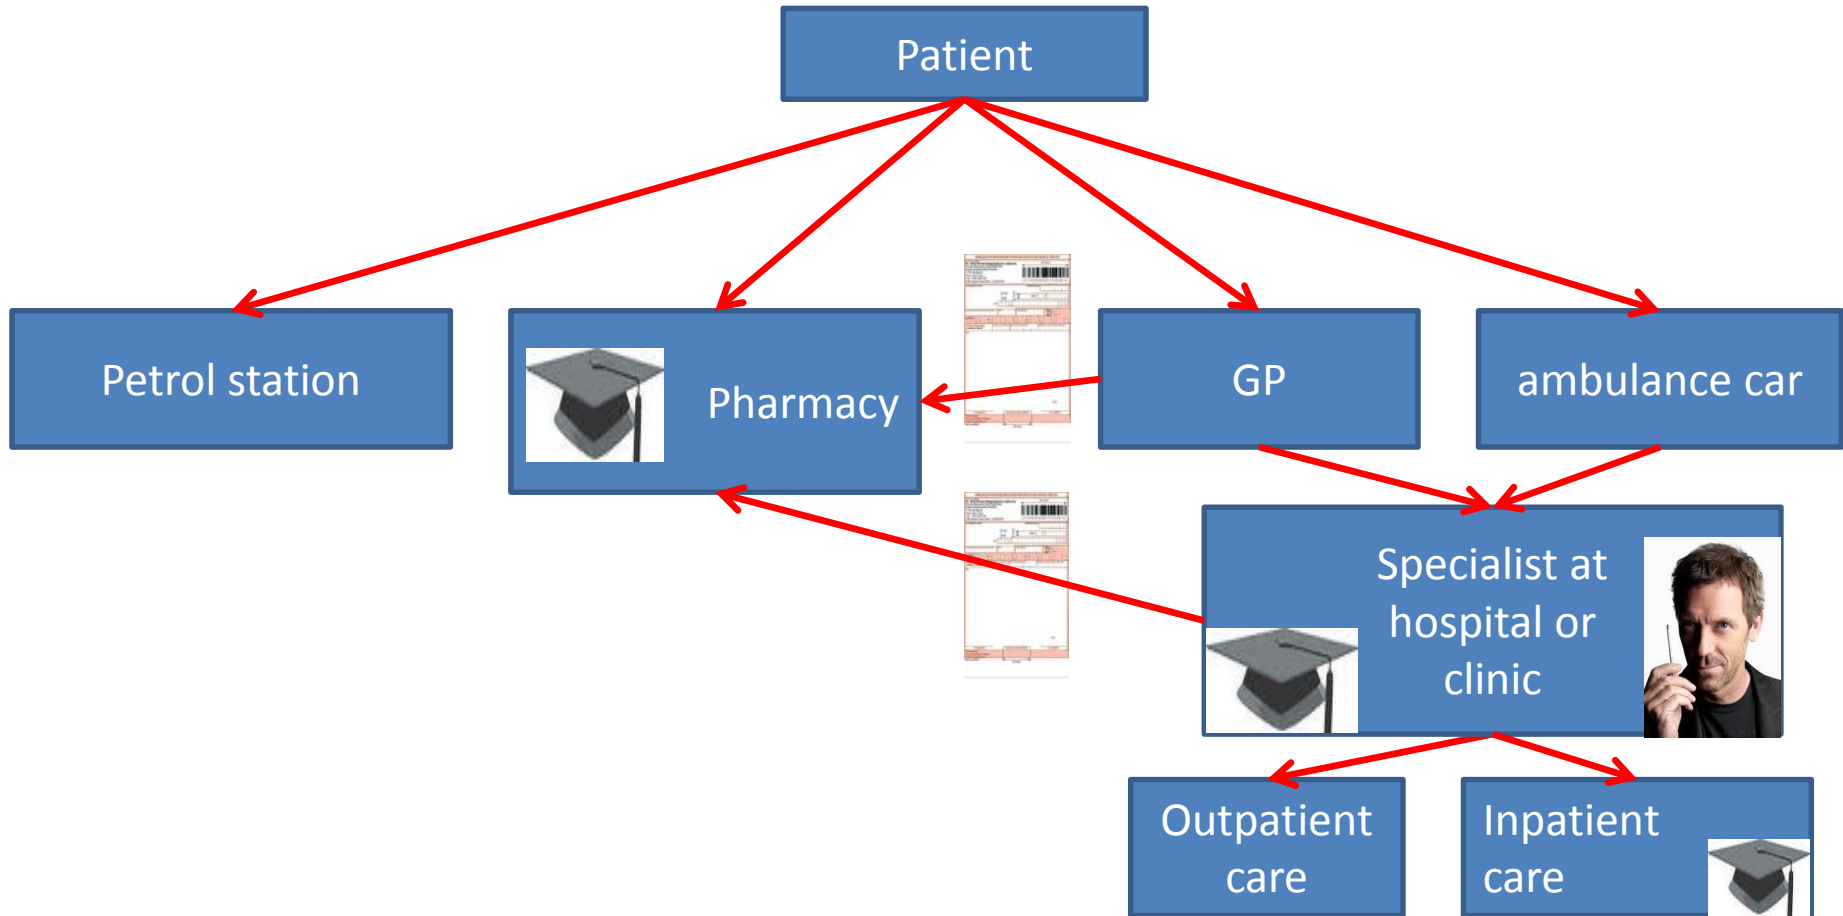 Patient
Petrol station
Pharmacy
GP
ambulance car
Specialist at
hospital or
clinic
Outpatient
care
Inpatient
care